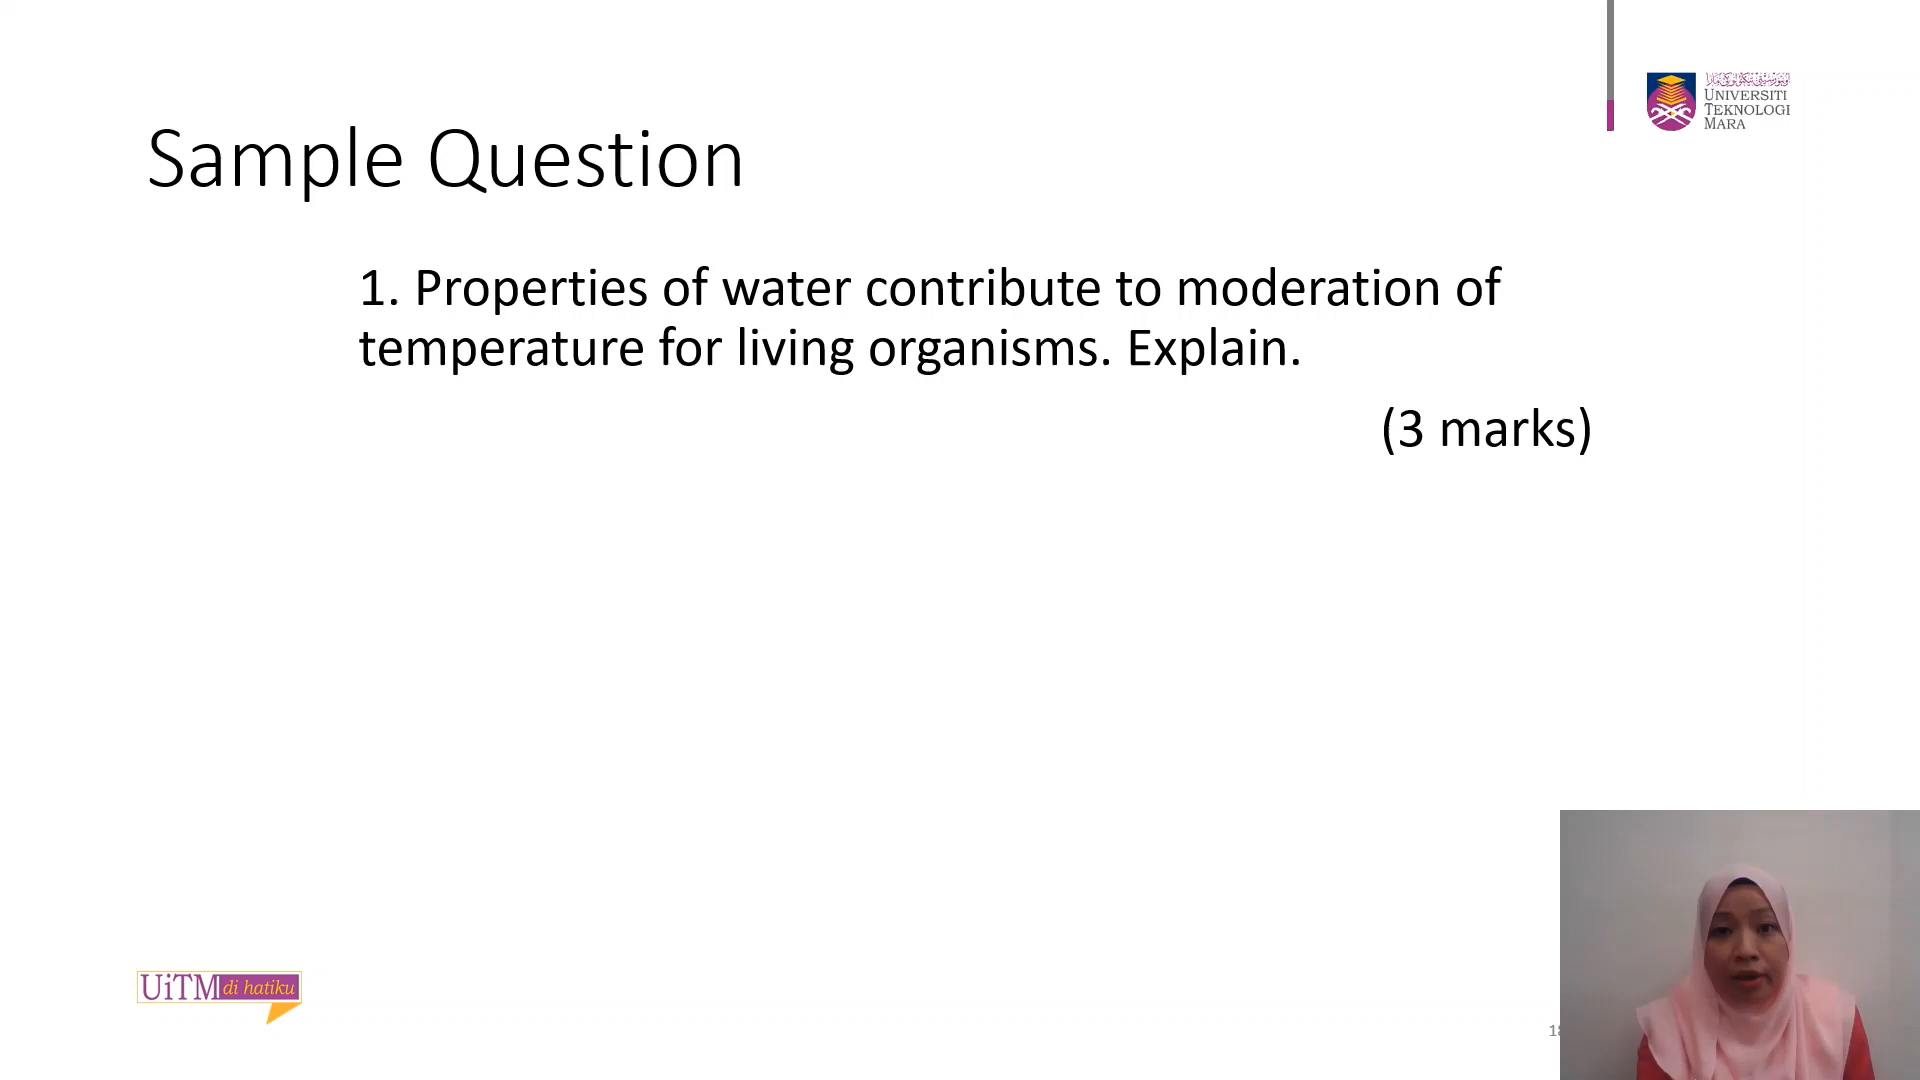 UNIVERSITI
TEKNOLOGI
MARA
Sample Question
1. Properties of water contribute to moderation of
temperature for living organisms. Explain.
(3 marks)
UiTM di hatiku